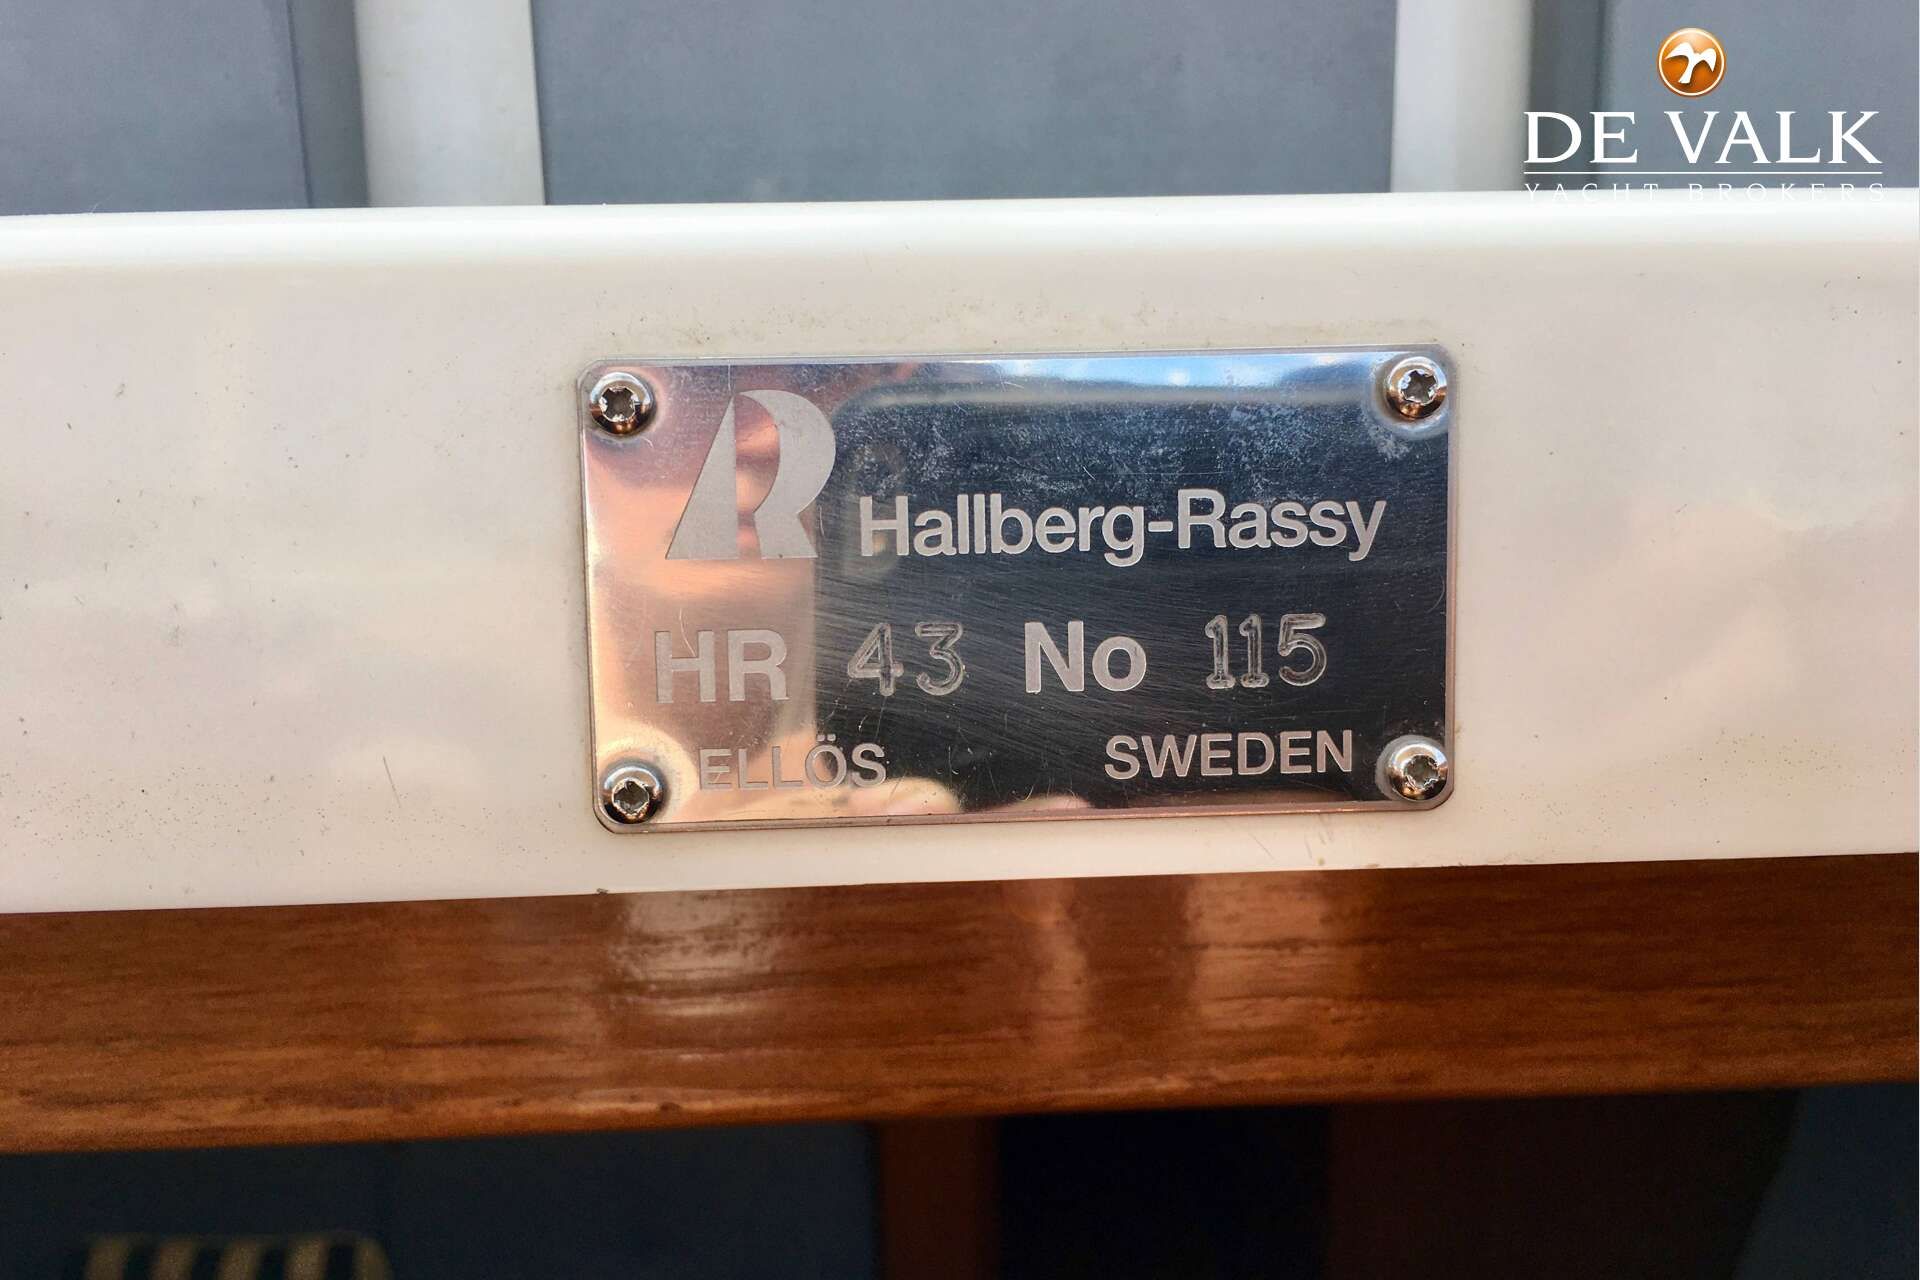 DE VALK
YACHT BROKERS
Hallberg-Rassy
HR 43 No 115
ELLÖS SWEDEN